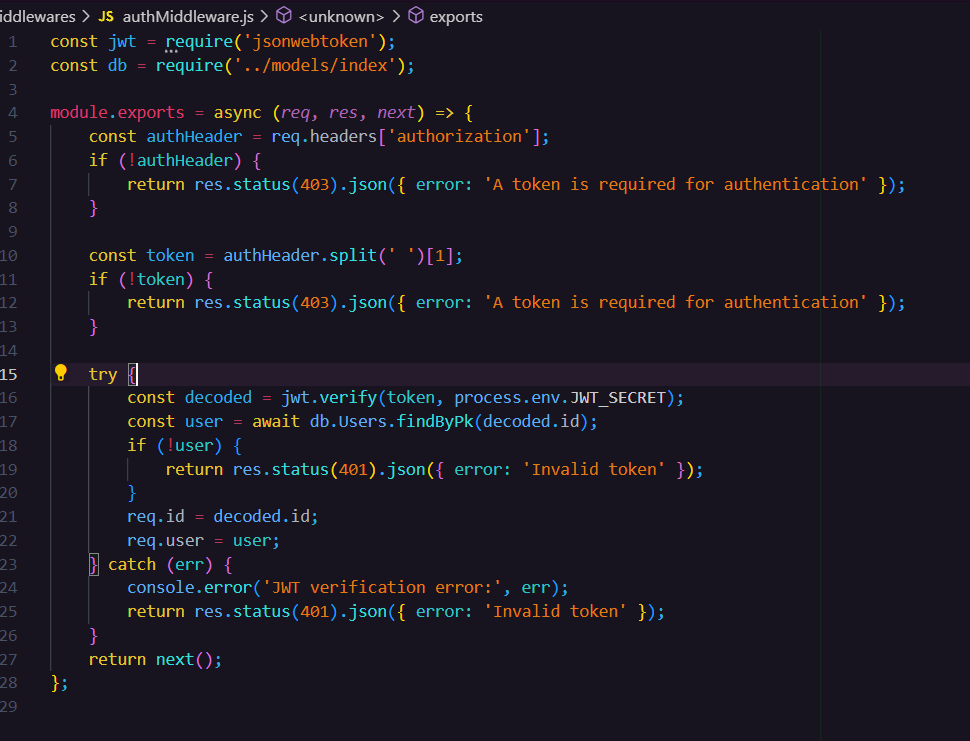 iddlewares > JS authMiddleware.js > <unknown> > exports
1 const jwt = require('jsonwebtoken');
2 const db = require('../models/index');
3
4 module.exports = async (req, res, next) => {
5     const authHeader = req.headers['authorization'];
6     if (!authHeader) {
7         return res.status(403).json({ error: 'A token is required for authentication' });
8     }
9
10     const token = authHeader.split(' ')[1];
11     if (!token) {
12         return res.status(403).json({ error: 'A token is required for authentication' });
13     }
14
15     try {
16         const decoded = jwt.verify(token, process.env.JWT_SECRET);
17         const user = await db.Users.findByPk(decoded.id);
18         if (!user) {
19             return res.status(401).json({ error: 'Invalid token' });
20         }
21         req.id = decoded.id;
22         req.user = user;
23     } catch (err) {
24         console.error('JWT verification error:', err);
25         return res.status(401).json({ error: 'Invalid token' });
26     }
27     return next();
28 };
29